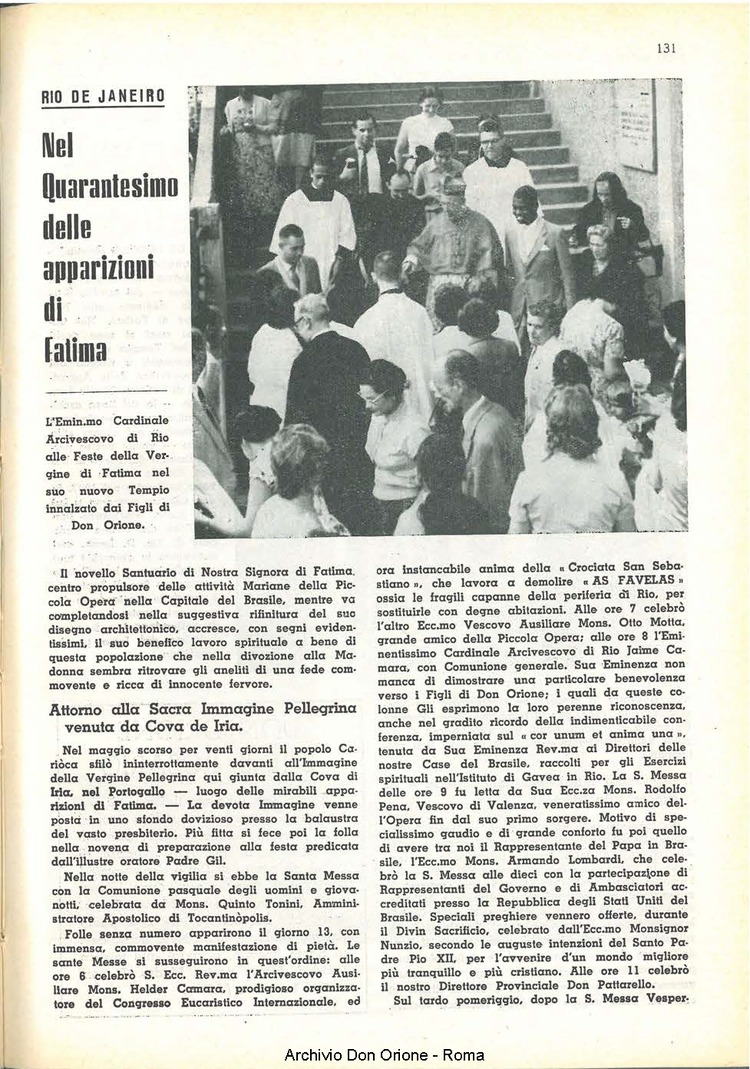 131
RIO DE JANEIRO
Nel
Quarantesimo
delle
apparizioni
di
Fatima
L'Emin.mo Cardinale
Arcivescovo di Rio
alle Feste della Ver-
gine di Fatima nel
suo nuovo Tempio
innalzato dai Figli di
Don Orione.
Il novello Santuario di Nostra Signora di Fatima,
centro propulsore delle attività Mariane della Pic-
cola Opera nella Capitale del Brasile, mentre va
completandosi nella suggestiva rifinitura del suo
disegno architettonico, accresce, con segni eviden-
tissimi, il suo benefico lavoro spirituale a bene di
questa popolazione che nella divozione alla Ma-
donna sembra ritrovare gli aneliti di una fede com-
movente e ricca di innocente fervore.
Attorno alla Sacra Immagine Pellegrina
venuta da Cova de Iria.
Nel maggio scorso per venti giorni il popolo Ca-
riòca sfilò ininterrottamente davanti all'Immagine
della Vergine Pellegrina qui giunta dalla Cova di
Iria, nel Portogallo — luogo delle mirabili appa-
rizioni di Fatima. — La devota Immagine venne
posta in uno sfondo dovizioso presso la balaustra
del vasto presbiterio. Più fitta si fece poi la folla
nella novena di preparazione alla festa predicata
dall'illustre oratore Padre Gil.
Nella notte della vigilia si ebbe la Santa Messa
con la Comunione pasquale degli uomini e giova-
notti, celebrata da Mons. Quinto Tonini, Ammini-
stratore Apostolico di Tocantinòpolis.
Folle senza numero apparirono il giorno 13, con
immensa, commovente manifestazione di pietà. Le
sante Messe si susseguirono in quest'ordine: alle
ore 6 celebrò S. Ecc. Rev.ma l'Arcivescovo Ausi-
liare Mons. Helder Camara, prodigioso organizza-
tore del Congresso Eucaristico Internazionale, ed
ora instancabile anima della « Crociata San Seba-
stiano », che lavora a demolire « AS FAVELAS »
ossia le fragili capanne della periferia di Rio, per
sostituirle con degne abitazioni. Alle ore 7 celebrò
l'altro Ecc.mo Vescovo Ausiliare Mons. Otto Motta,
grande amico della Piccola Opera; alle ore 8 l'Emi-
nentissimo Cardinale Arcivescovo di Rio Jaime Ca-
mara, con Comunione generale. Sua Eminenza non
manca di dimostrare una particolare benevolenza
verso i Figli di Don Orione; i quali da queste co-
lonne Gli esprimono la loro perenne riconoscenza,
anche nel gradito ricordo della indimenticabile con-
ferenza, imperniata sul « cor unum et anima una »,
tenuta da Sua Eminenza Rev.ma ai Direttori delle
nostre Case del Brasile, raccolti per gli Esercizi
spirituali nell'Istituto di Gavea in Rio. La S. Messa
delle ore 9 fu letta da Sua Ecc.za Mons. Rodolfo
Pena, Vescovo di Valenza, veneratissimo amico del-
l'Opera fin dal suo primo sorgere. Motivo di spe-
cialissimo gaudio e di grande conforto fu poi quello
di avere tra noi il Rappresentante del Papa in Bra-
sile, l'Ecc.mo Mons. Armando Lombardi, che cele-
brò la S. Messa alle dieci con la partecipazione di
Rappresentanti del Governo e di Ambasciatori ac-
creditati presso la Repubblica degli Stati Uniti del
Brasile. Speciali preghiere vennero offerte, durante
il Divin Sacrificio, celebrato dall'Ecc.mo Monsignor
Nunzio, secondo le auguste intenzioni del Santo Pa-
dre Pio XII, per l'avvenire d'un mondo migliore
più tranquillo e più cristiano. Alle ore 11 celebrò
il nostro Direttore Provinciale Don Pattarello.
Sul tardo pomeriggio, dopo la S. Messa Vesper-
Archivio Don Orione - Roma